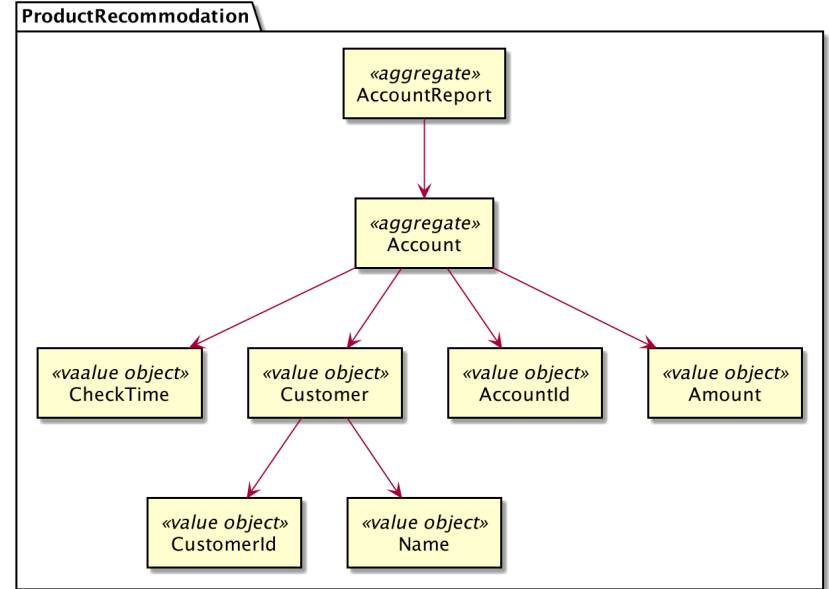 ProductRecommodation
«aggregate»
AccountReport
«aggregate»
Account
«vaalue object»
CheckTime
«value object»
Customer
«value object»
AccountId
«value object»
Amount
«value object»
CustomerId
«value object»
Name